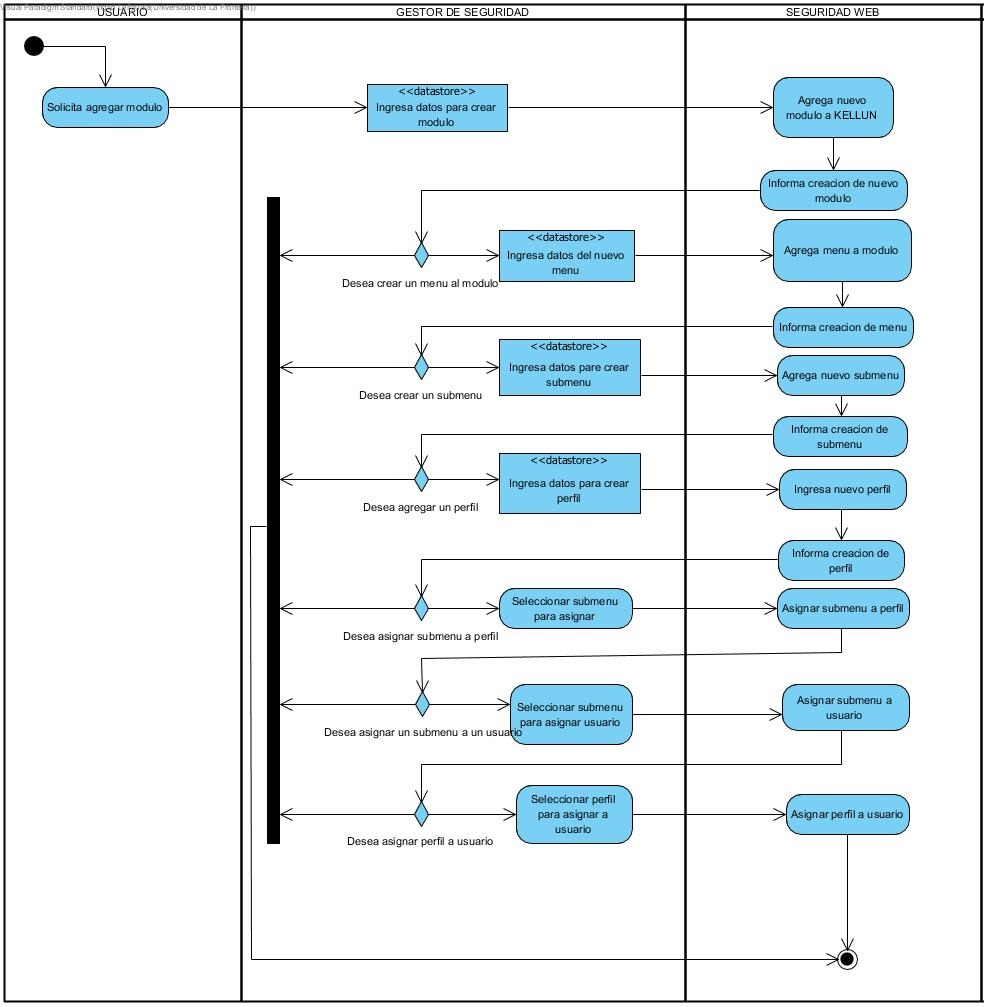 USUARIO
GESTOR DE SEGURIDAD
SEGURIDAD WEB
Solicita agregar modulo
<<datastore>>
Ingresa datos para crear
modulo
Agrega nuevo
modulo a KELLUN
Informa creacion de nuevo
modulo
<<datastore>>
Ingresa datos del nuevo
menu
Agrega menu a modulo
Desea crear un menu al modulo
Informa creacion de menu
<<datastore>>
Ingresa datos pare crear
submenu
Agrega nuevo submenu
Desea crear un submenu
Informa creacion de
submenu
<<datastore>>
Ingresa datos para crear
perfil
Ingresa nuevo perfil
Desea agregar un perfil
Informa creacion de
perfil
Seleccionar submenu
para asignar
Asignar submenu a perfil
Desea asignar submenu a perfil
Seleccionar submenu
para asignar usuario
Asignar submenu a
usuario
Desea asignar un submenu a un usuario
Seleccionar perfil
para asignar a
usuario
Asignar perfil a usuario
Desea asignar perfil a usuario